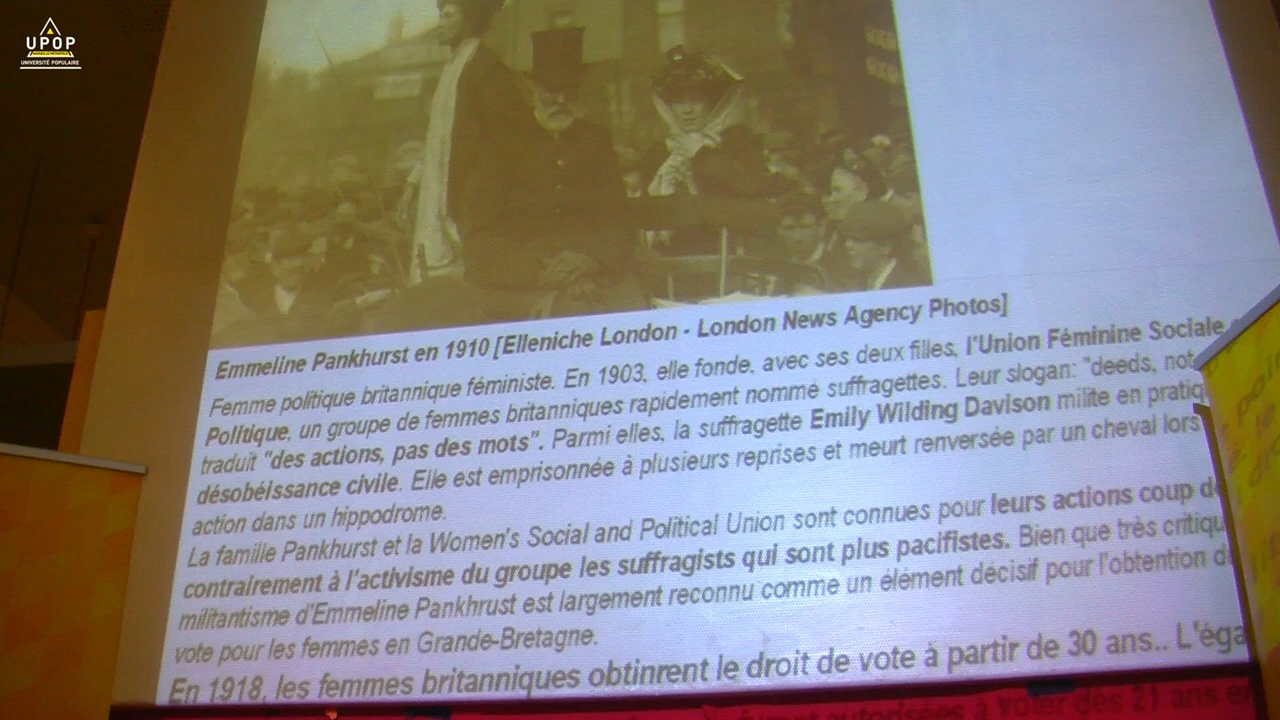 UPOP
UNIVERSITÉ POPULAIRE
Emmeline Pankhurst en 1910 [Elleniche London - London News Agency Photos]
Femme politique britannique féministe. En 1903, elle fonde, avec ses deux filles, l'Union Féminine Sociale
Politique, un groupe de femmes britanniques rapidement nommé suffragettes. Leur slogan: "deeds, not
traduit "des actions, pas des mots". Parmi elles, la suffragette Emily Wilding Davison milite en pratiq
désobéissance civile. Elle est emprisonnée à plusieurs reprises et meurt renversée par un cheval lors
action dans un hippodrome.
La famille Pankhurst et la Women's Social and Political Union sont connues pour leurs actions coup d
contrairement à l'activisme du groupe les suffragists qui sont plus pacifistes. Bien que très critiqu
militantisme d'Emmeline Pankhrust est largement reconnu comme un élément décisif pour l'obtention d
vote pour les femmes en Grande-Bretagne.
En 1918, les femmes britanniques obtinrent le droit de vote à partir de 30 ans.. L'éga
autorisées à voter dès 21 ans e